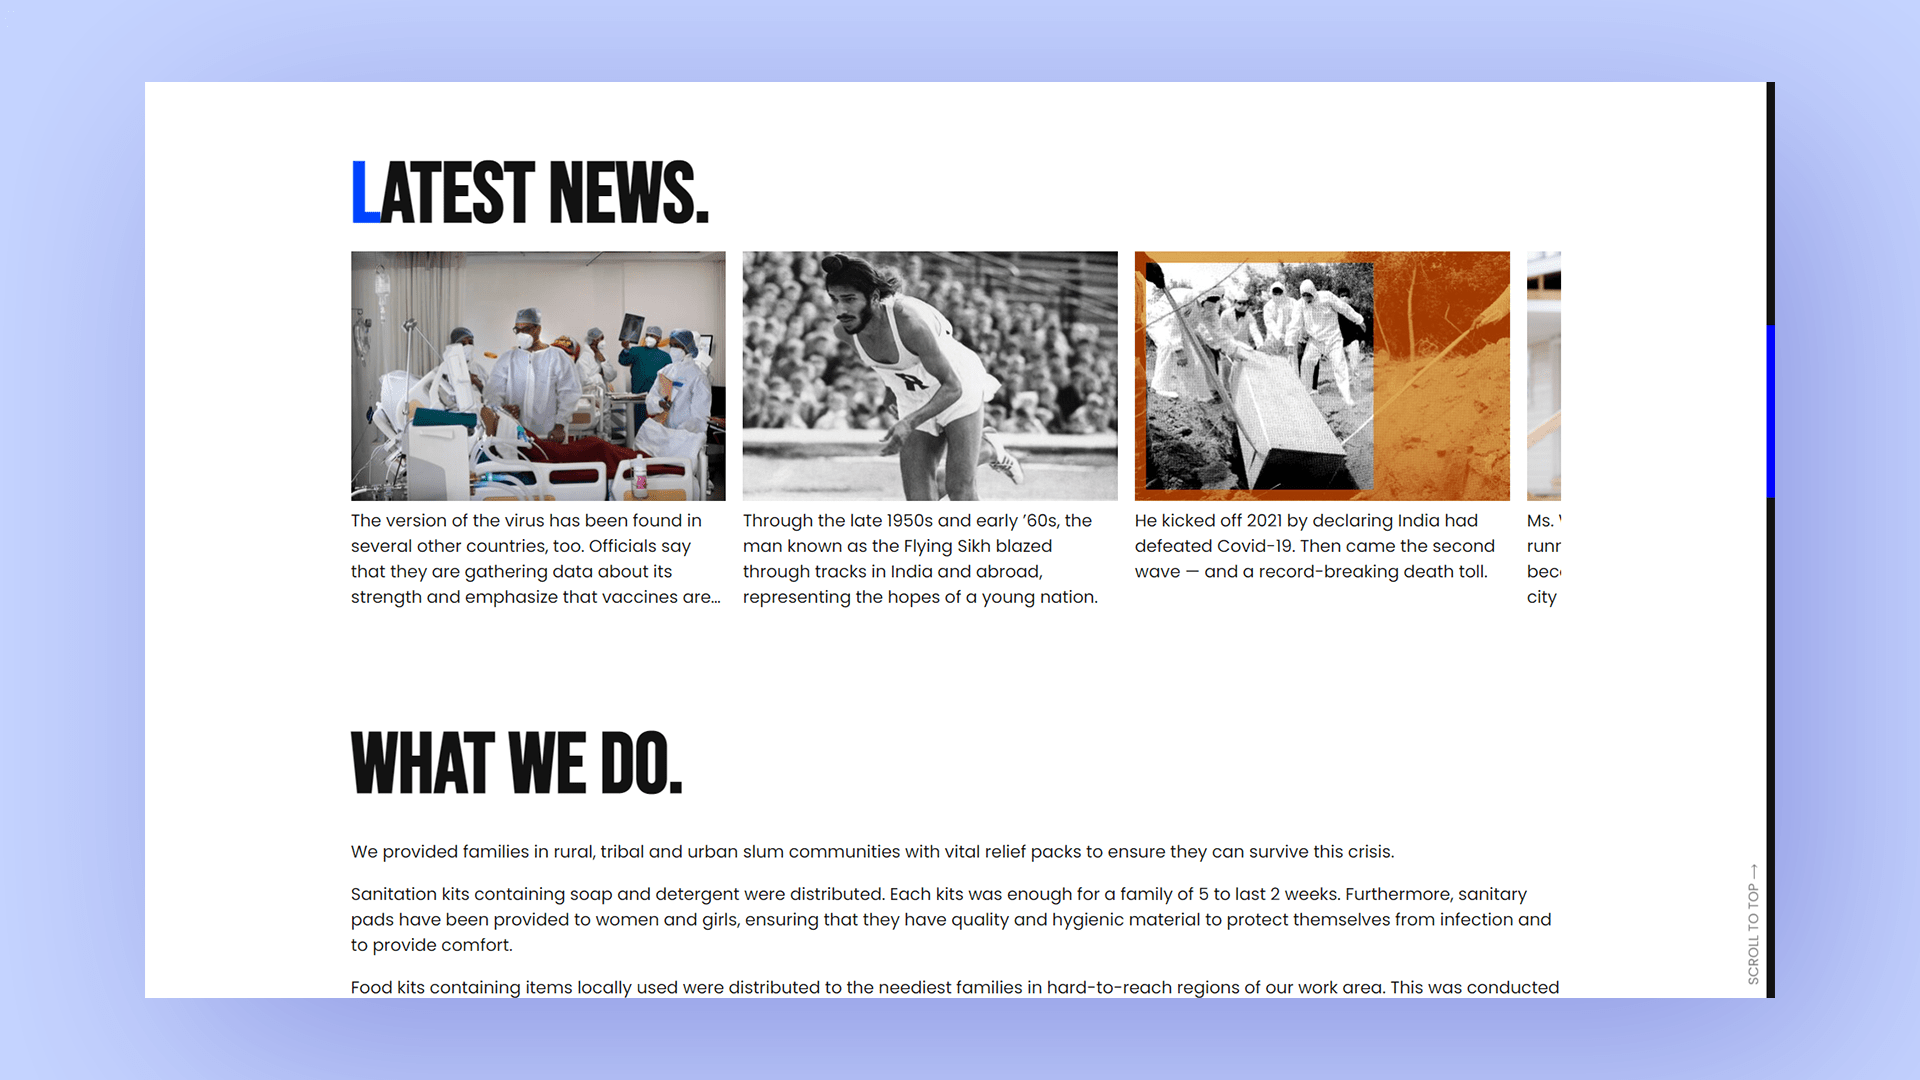 LATEST NEWS.
The version of the virus has been found in
several other countries, too. Officials say
that they are gathering data about its
strength and emphasize that vaccines are...
Through the late 1950s and early ’60s, the
man known as the Flying Sikh blazed
through tracks in India and abroad,
representing the hopes of a young nation.
He kicked off 2021 by declaring India had
defeated Covid-19. Then came the second
wave — and a record-breaking death toll.
Ms.
city
WHAT WE DO.
We provided families in rural, tribal and urban slum communities with vital relief packs to ensure they can survive this crisis.
Sanitation kits containing soap and detergent were distributed. Each kits was enough for a family of 5 to last 2 weeks. Furthermore, sanitary
pads have been provided to women and girls, ensuring that they have quality and hygienic material to protect themselves from infection and
to provide comfort.
Food kits containing items locally used were distributed to the neediest families in hard-to-reach regions of our work area. This was conducted
SCROLL TO TOP →